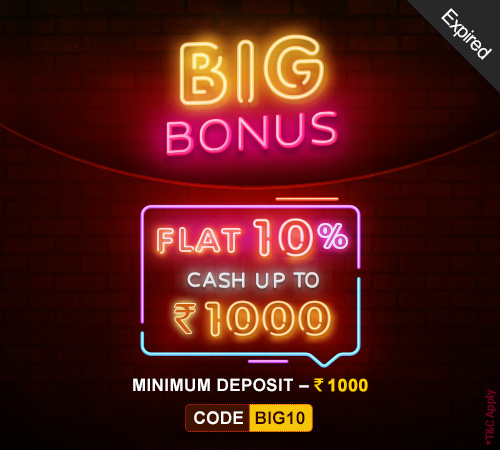 Expired
BIG
BONUS
FLAT 10%
CASH UP TO
₹1000
MINIMUM DEPOSIT – ₹1000
CODE BIG10
*T&C Apply